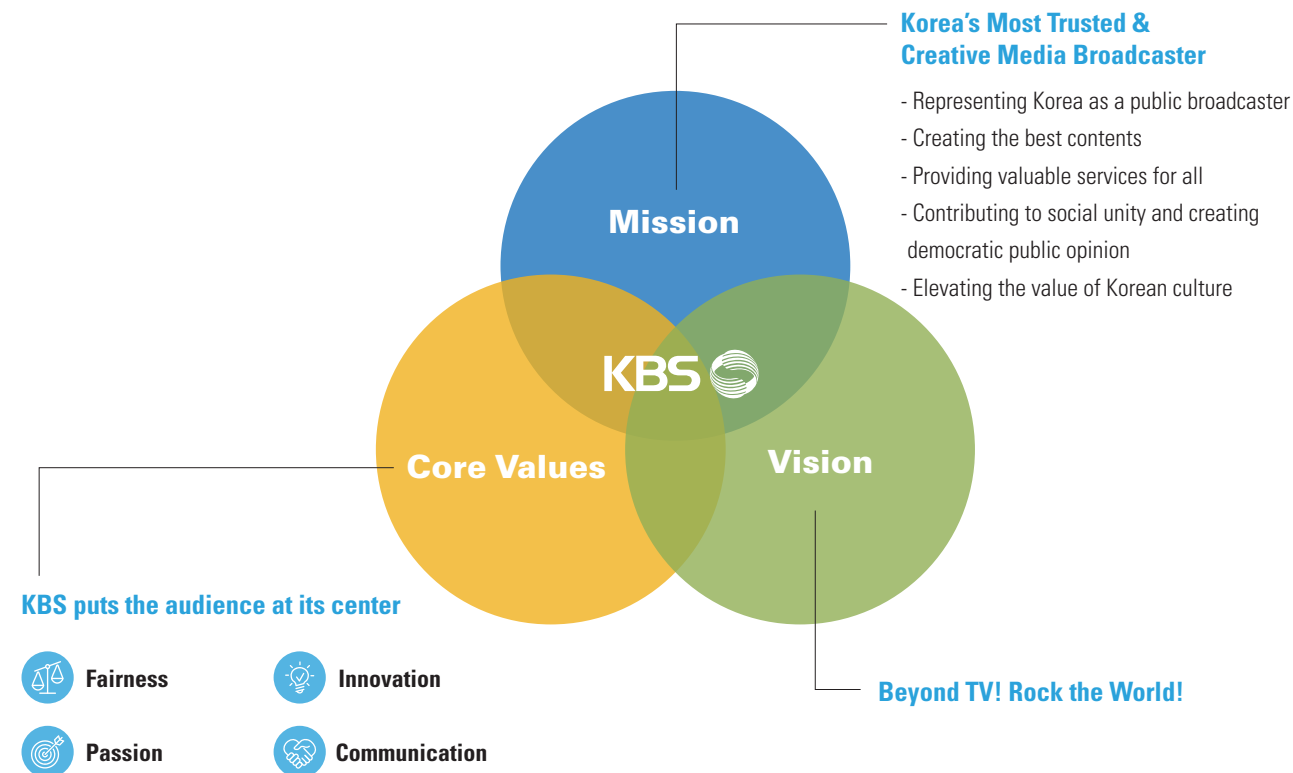 Korea's Most Trusted &
Creative Media Broadcaster
- Representing Korea as a public broadcaster
- Creating the best contents
- Providing valuable services for all
- Contributing to social unity and creating
democratic public opinion
- Elevating the value of Korean culture
Mission
KBS
Core Values
Vision
KBS puts the audience at its center
Fairness
Innovation
Passion
Communication
Beyond TV! Rock the World!